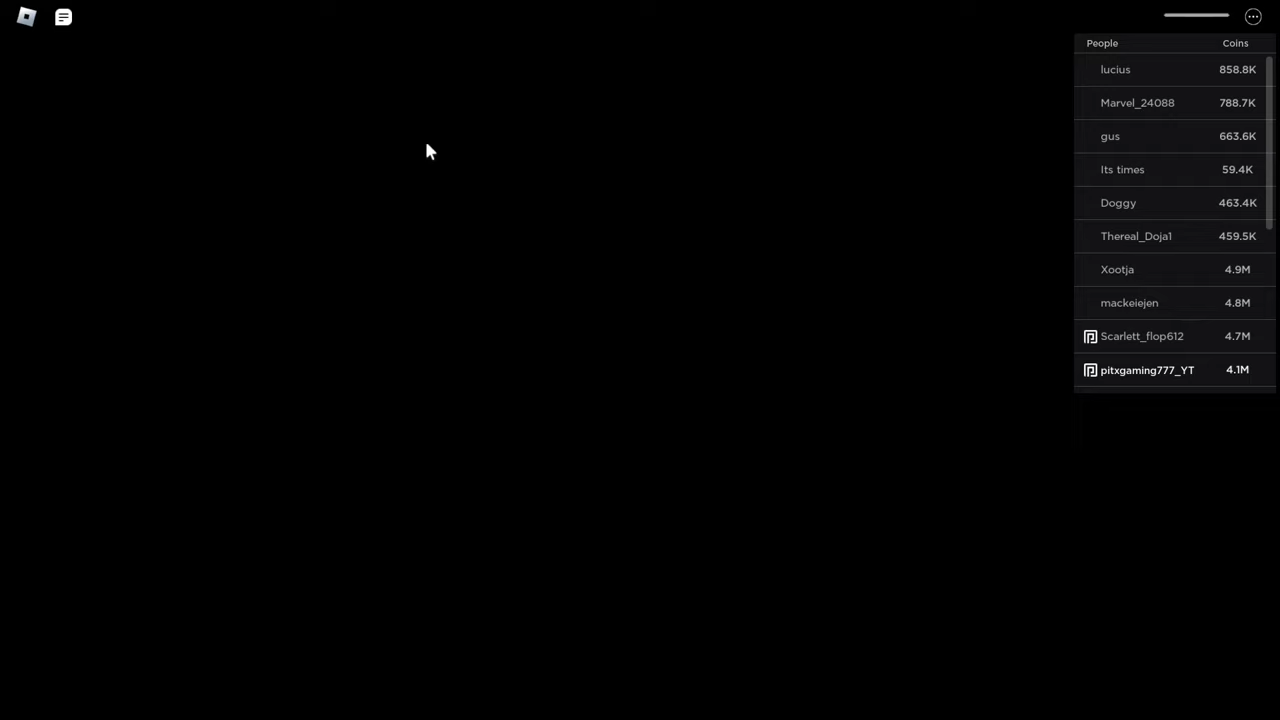 People Coins
lucius 858.8K
Marvel_24088 788.7K
gus 663.6K
Its times 59.4K
Doggy 463.4K
Thereal_Doja1 459.5K
Xootja 4.9M
mackeiejen 4.8M
Scarlett_flop612 4.7M
pitxgaming777_YT 4.1M